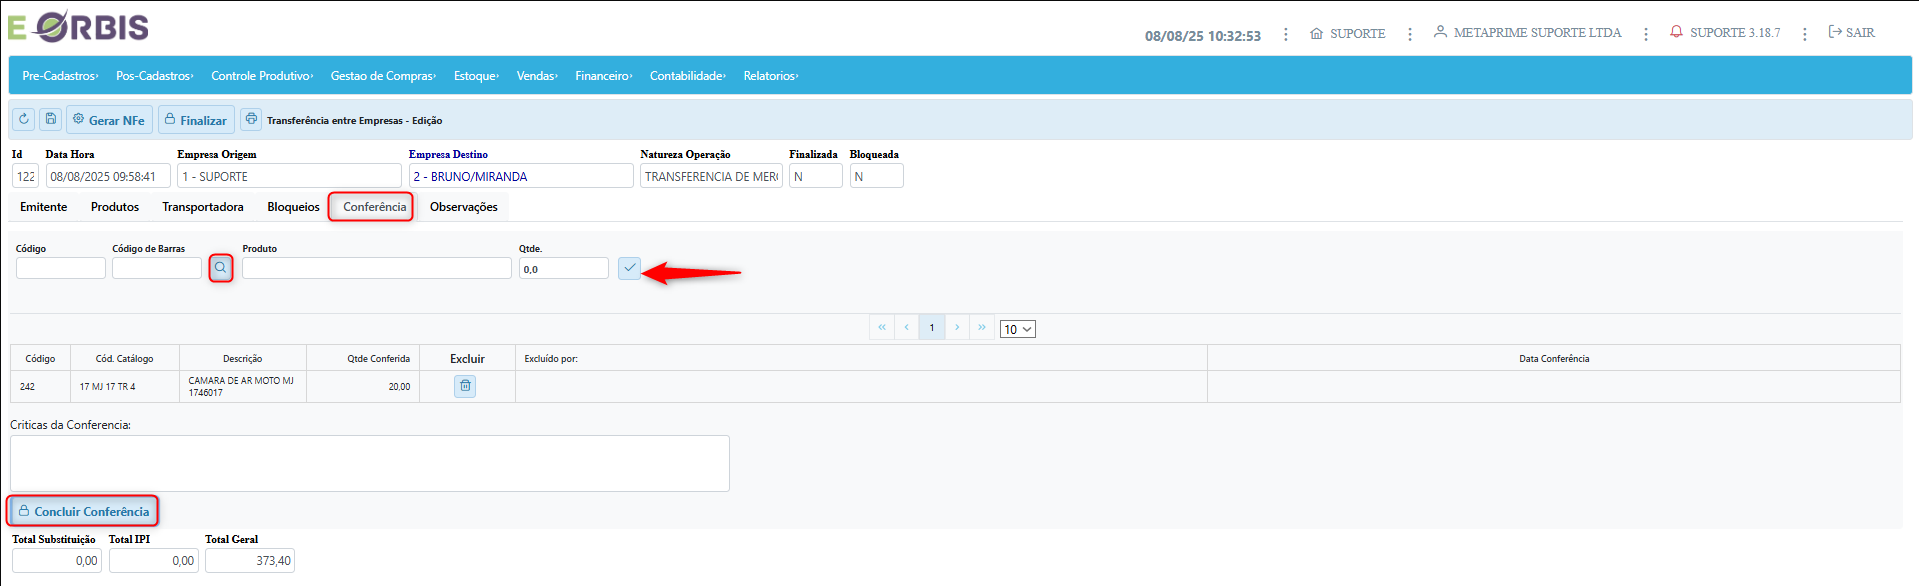 E ORBIS
08/08/25 10:32:53 SUPORTE METAPRIME SUPORTE LTDA SUPORTE 3.18.7 SAIR
Pre-Cadastros Pos-Cadastros Controle Produtivo Gestao de Compras Estoque Vendas Financeiro Contabilidade Relatorios
Gerar NFe Finalizar Transferência entre Empresas - Edição
Id Data Hora Empresa Origem Empresa Destino Natureza Operação Finalizada Bloqueada
122 08/08/2025 09:58:41 1 - SUPORTE 2 - BRUNO/MIRANDA TRANSFERENCIA DE MER N N
Emitente Produtos Transportadora Bloqueios Conferência Observações
Código Código de Barras Produto Qtde.
0,0
« ‹ 1 › » 10
Código Cód. Catálogo Descrição Qtde Conferida Excluir Excluído por: Data Conferência
242 17 MJ 17 TR 4 CAMARA DE AR MOTO MJ 20,00
1746017
Criticas da Conferencia:
Concluir Conferência
Total Substituição Total IPI Total Geral
0,00 0,00 373,40